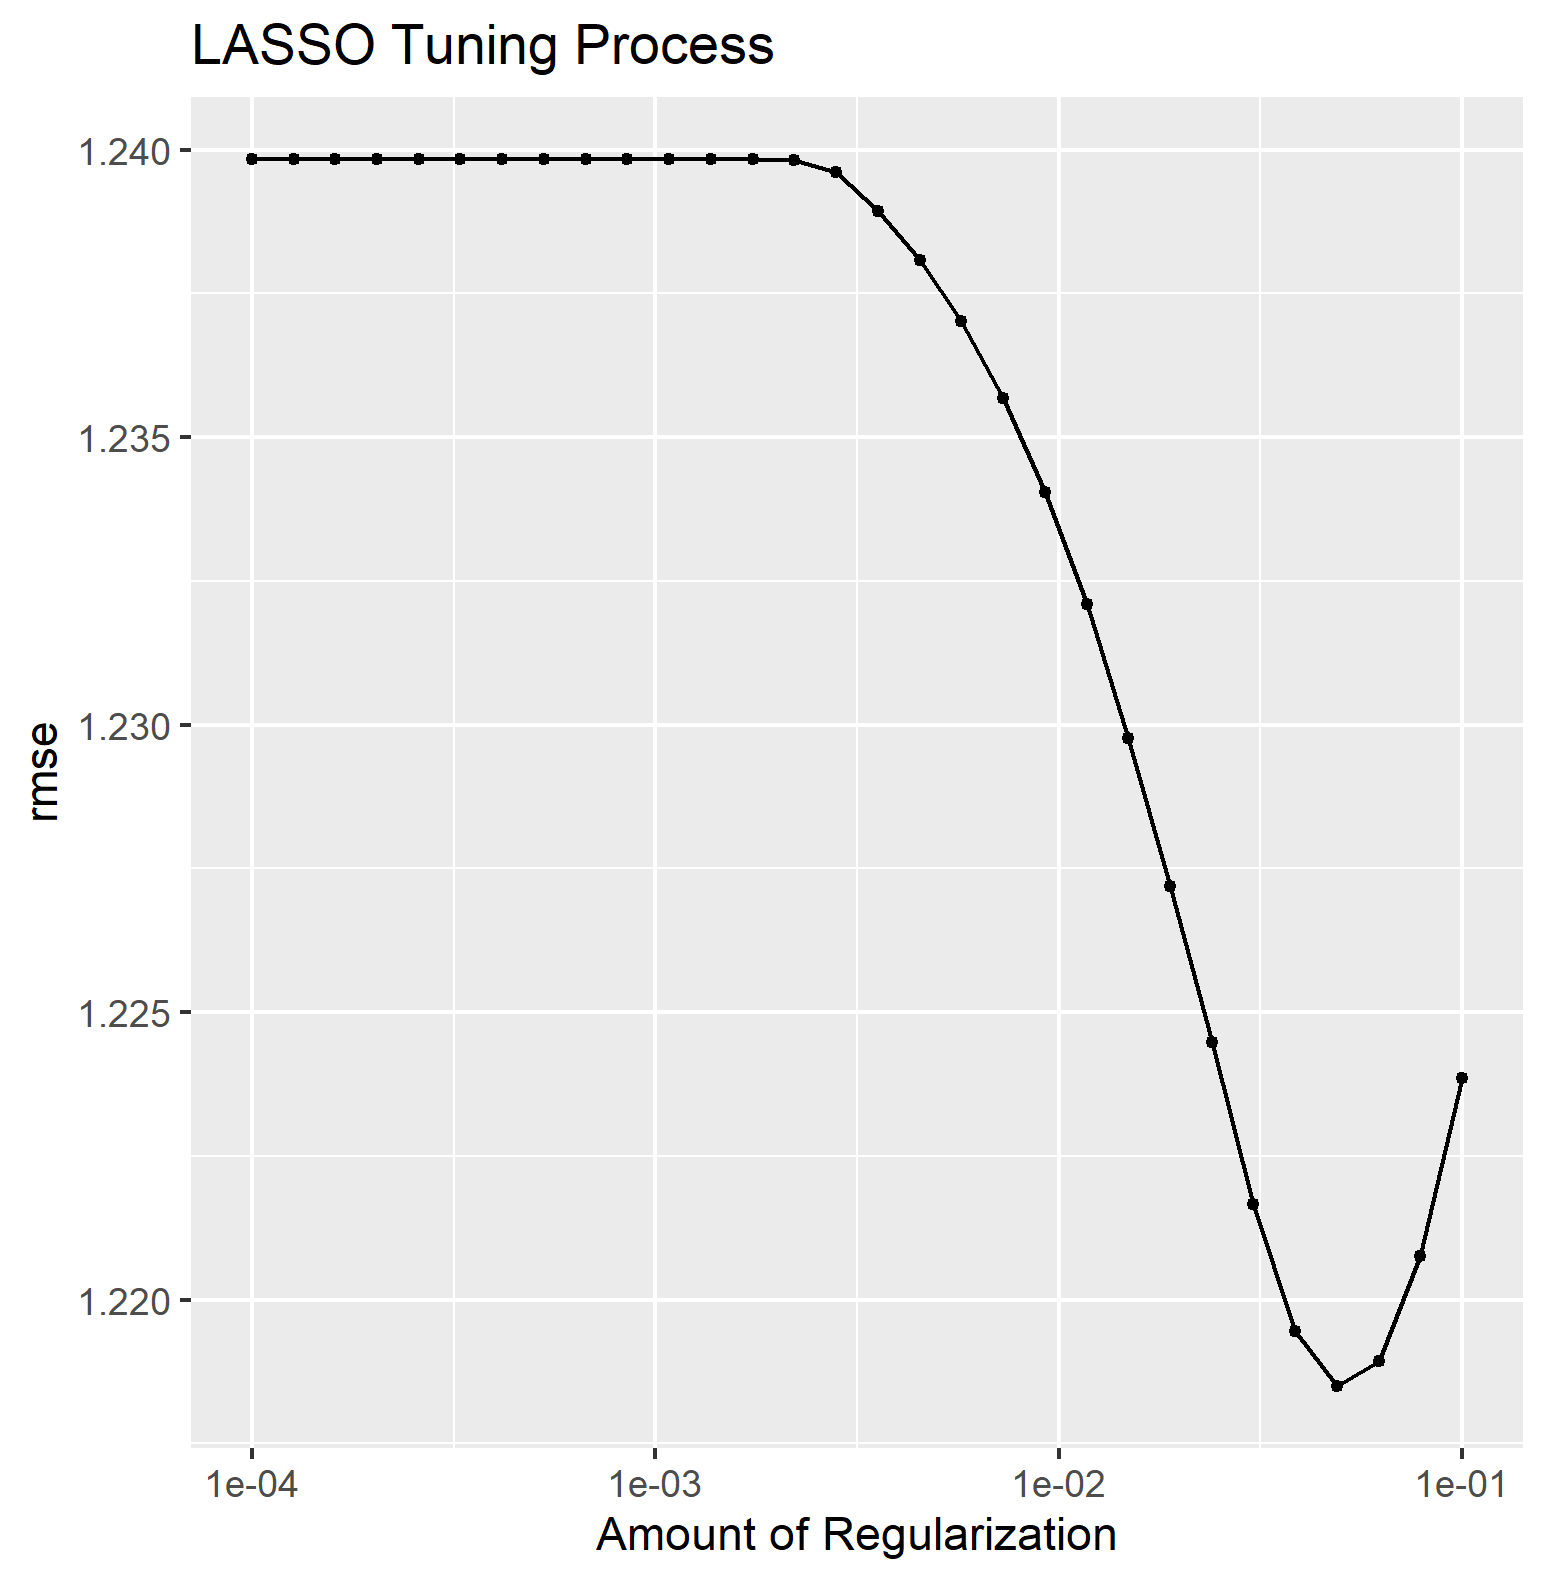 LASSO Tuning Process
1.240
1.235
1.230
1.225
1.220
rmse
1e-04 1e-03 1e-02 1e-01
Amount of Regularization